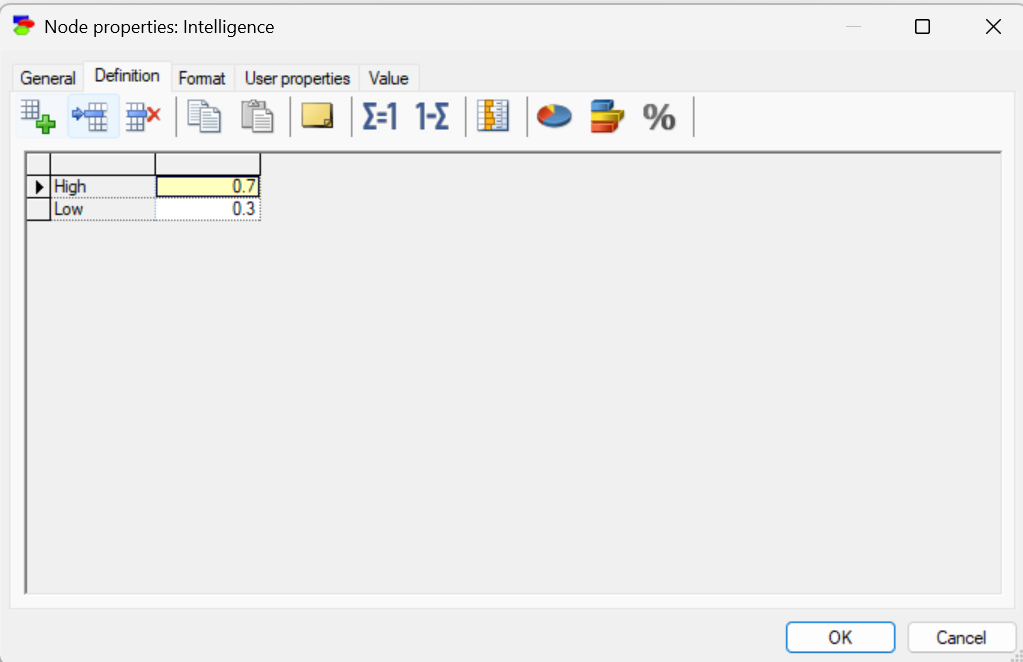 Node properties: Intelligence
General Definition Format User properties Value
Σ=1 1-Σ %
High 0.7
Low 0.3
OK Cancel